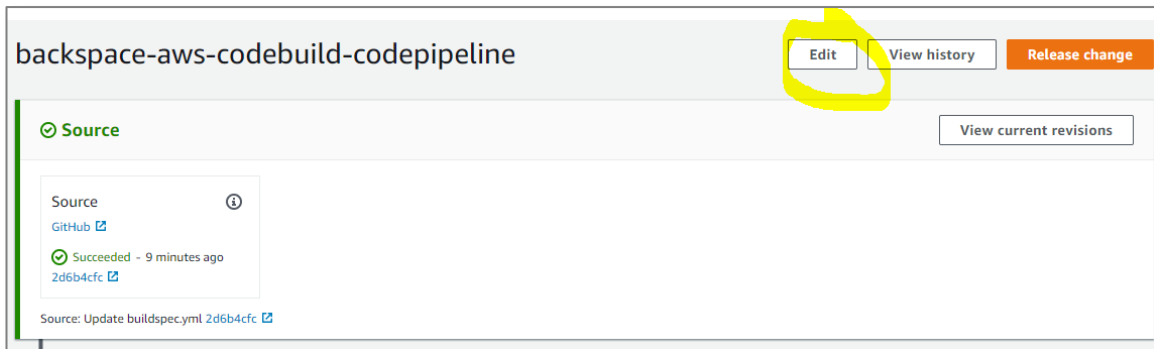 backspace-aws-codebuild-codepipeline
Edit
View history
Release change
Source
View current revisions
Source
GitHub
Succeeded - 9 minutes ago
2d6b4cfc
Source: Update buildspec.yml 2d6b4cfc